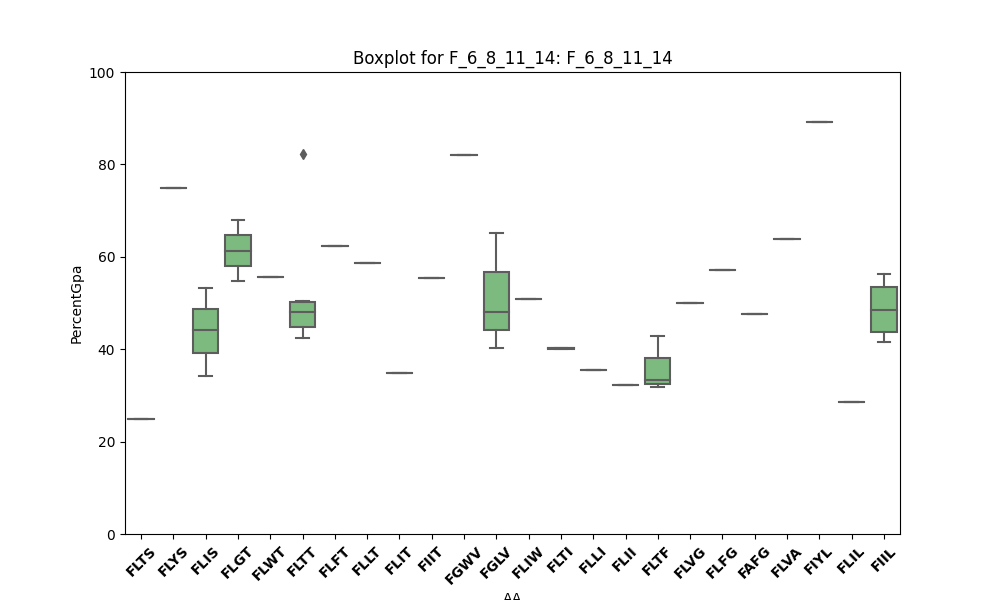 Boxplot for F_6_8_11_14: F_6_8_11_14
100
80
60
40
20
0
PercentGpa
FLTS FLYS FLIS FLGT FLWT FLTT FLFT FLLT FLIT FIIT FGWV FGLV FLIW FLTI FLLI FLII FLTF FLVG FLFG FAFG FLVA FIYL FLIL FIIL
AA